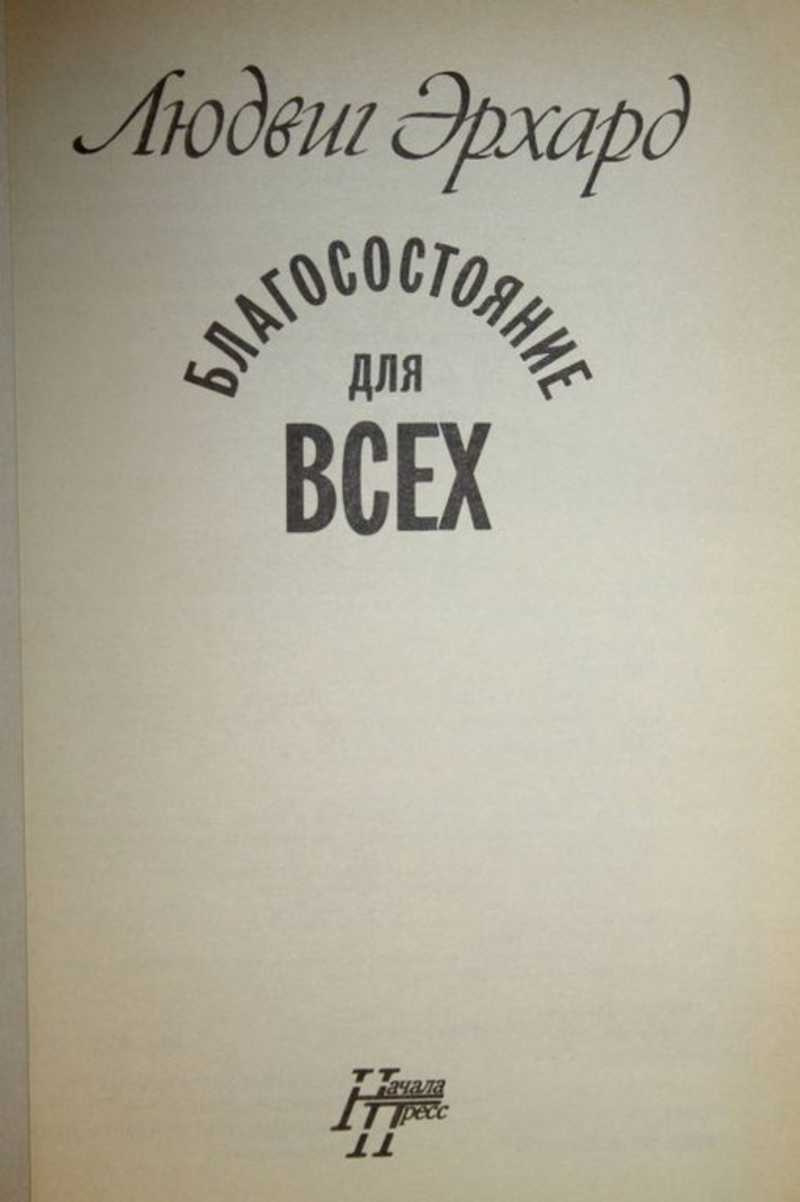 Людвиг Эрхард
БЛАГОСОСТОЯНИЕ
ДЛЯ
ВСЕХ
Начала
Пресс